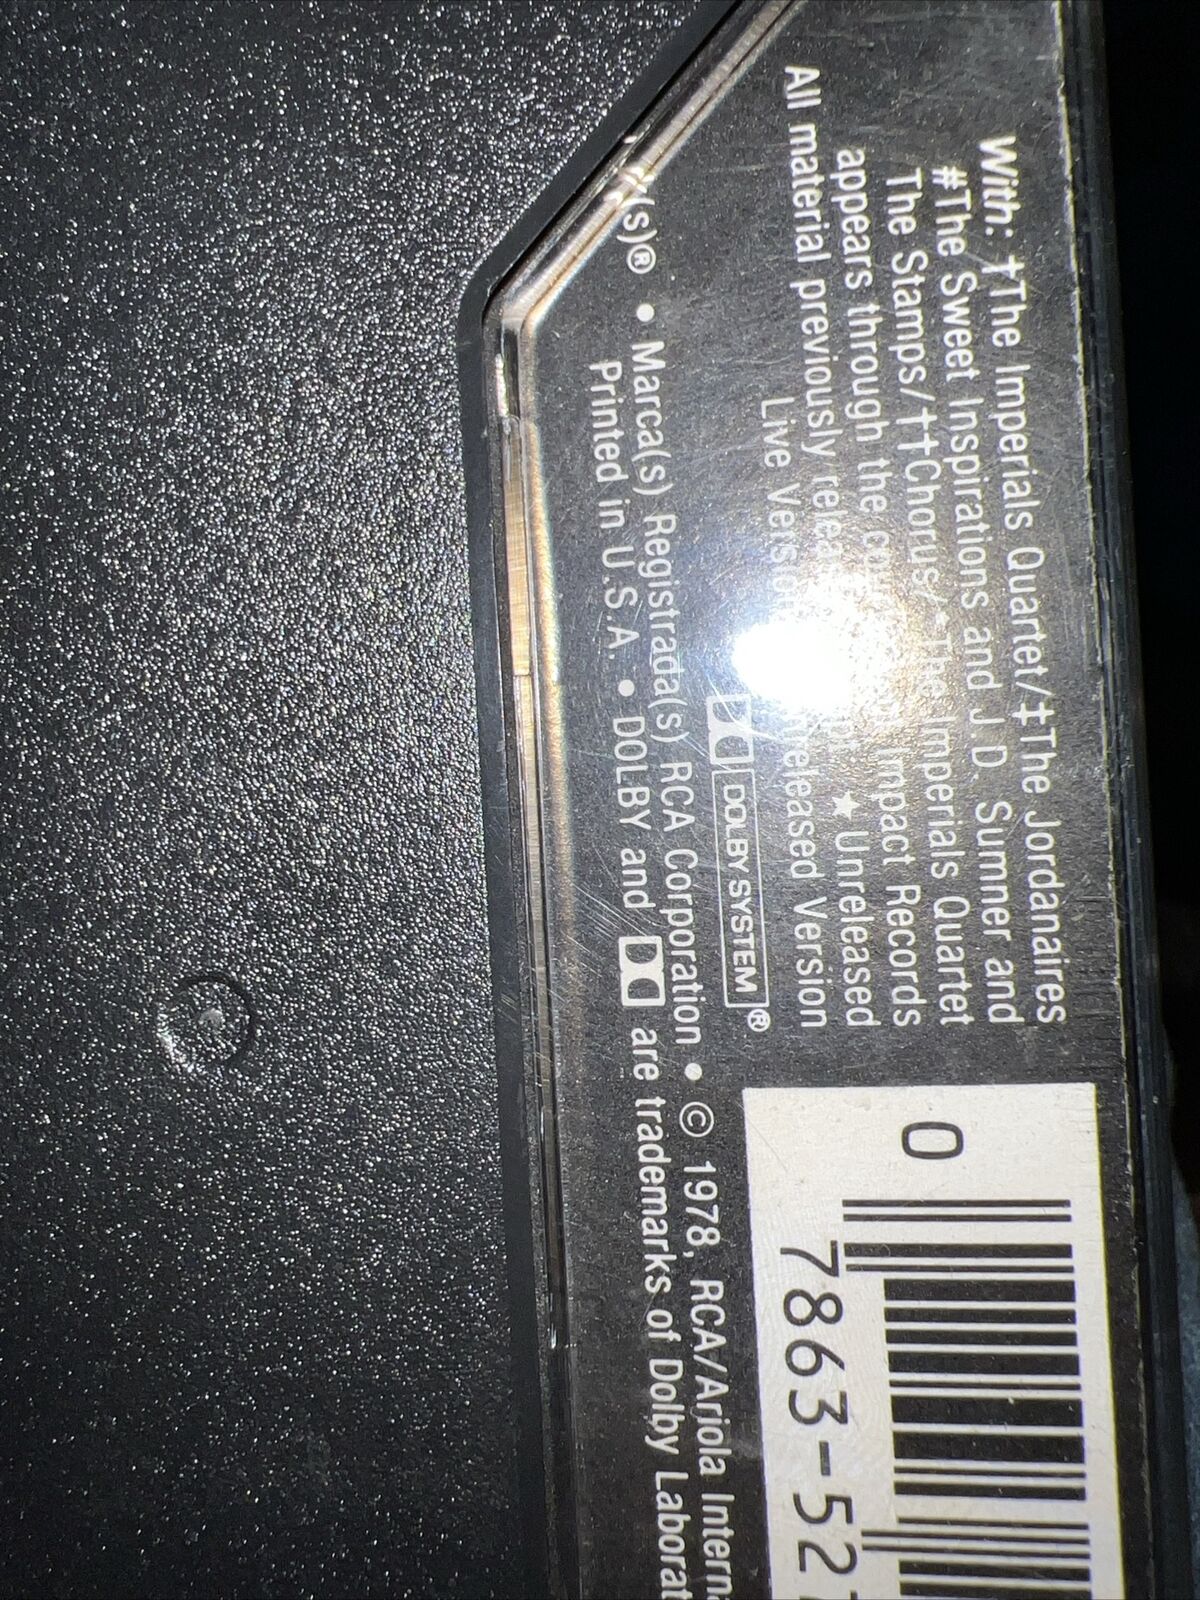 With: †The Imperials Quartet/‡The Jordanaires
#The Sweet Inspirations and J.D. Sumner and
The Stamps/††Chorus/ The Imperials Quartet
appears through the Impact Records
All material previously ★Unreleased
Live Version Version
DOLBY SYSTEM®
(s)® • Marca(s) Registrada(s) RCA Corporation • © 1978, RCA/Ariola Interna
Printed in U.S.A. • DOLBY and are trademarks of Dolby Laborat
0
7863-52